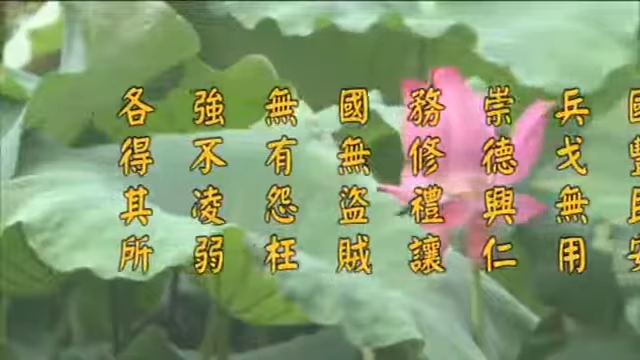 兵戈無用
崇德興仁
務修禮讓
國無盜賊
無有怨枉
強不凌弱
各得其所